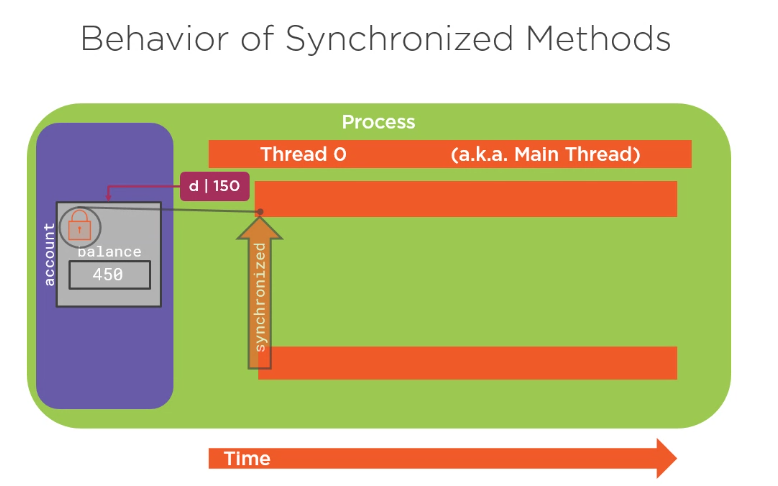 Behavior of Synchronized Methods
Process
Thread 0 (a.k.a. Main Thread)
d | 150
account
balance
450
synchronized
Time